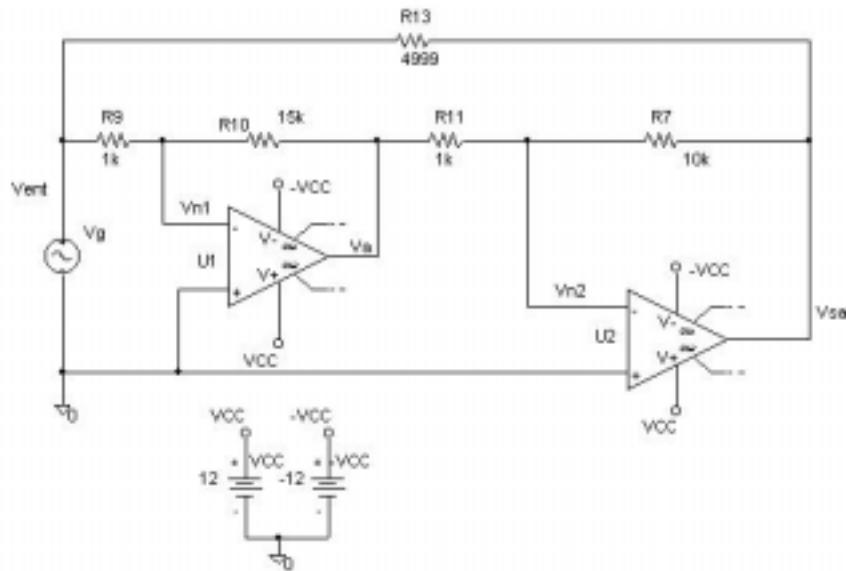 R13
4999
R9
R10
15k
R11
R7
1k
1k
10k
Vent
Vn1
-VCC
Vg
-
V-
U1
V+
+
Va
VCC
Vn2
-VCC
-
V-
U2
V+
+
Vsa
VCC
0
VCC
-VCC
+
VCC
+
-VCC
12
-12
-
-
0